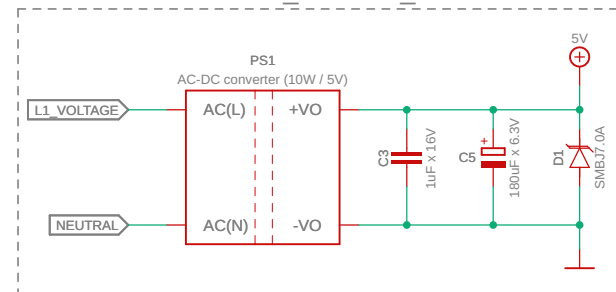 PS1
AC-DC converter (10W / 5V)
5V
L1_VOLTAGE
AC(L)
+VO
C3
1uF x 16V
+
C5
180uF x 6.3V
D1
SMBJ7.0A
NEUTRAL
AC(N)
-VO